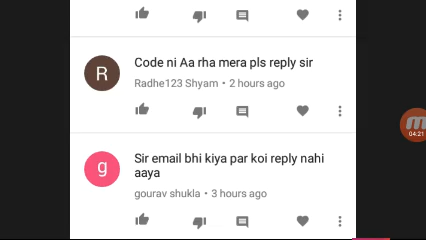 R
Code ni Aa rha mera pls reply sir
Radhe123 Shyam • 2 hours ago
04:21
g
Sir email bhi kiya par koi reply nahi
aaya
gourav shukla • 3 hours ago